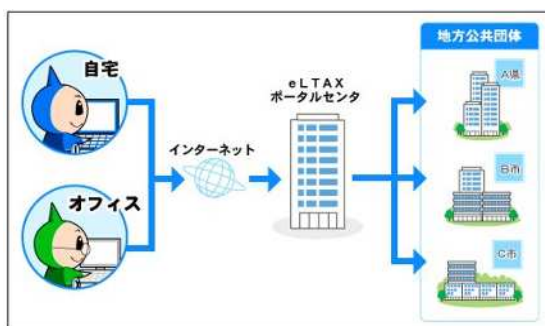 自宅
オフィス
インターネット
eLTAX
ポータルセンタ
地方公共団体
A県
B市
C市